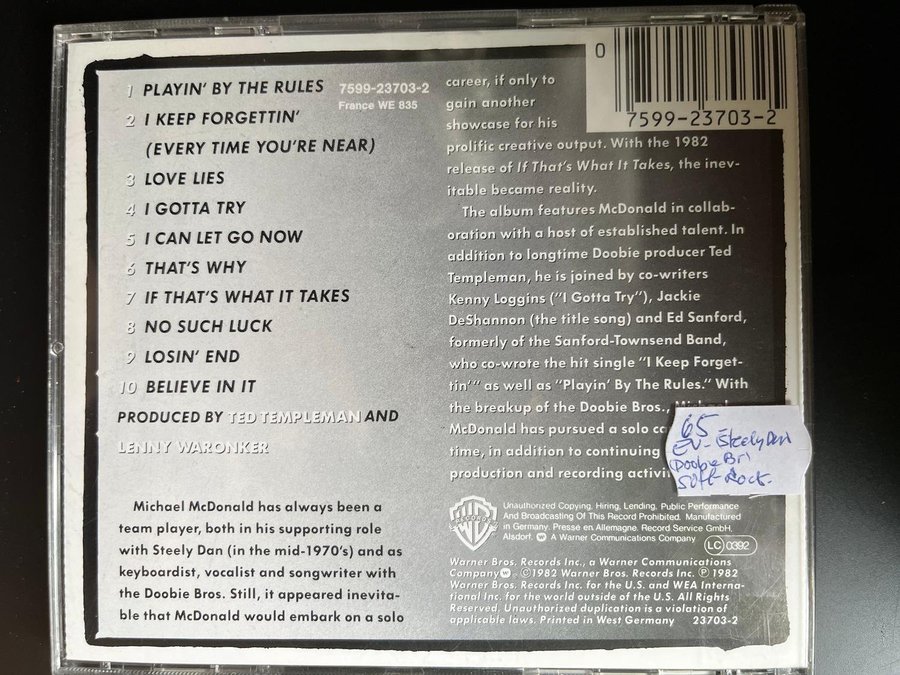 1 PLAYIN' BY THE RULES
2 I KEEP FORGETTIN'
(EVERY TIME YOU'RE NEAR)
3 LOVE LIES
4 I GOTTA TRY
5 I CAN LET GO NOW
6 THAT'S WHY
7 IF THAT'S WHAT IT TAKES
8 NO SUCH LUCK
9 LOSIN' END
10 BELIEVE IN IT
PRODUCED BY TED TEMPLEMAN AND
LENNY WARONKER
7599-23703-2
France WE 835
Michael McDonald has always been a
team player, both in his supporting role
with Steely Dan (in the mid-1970's) and as
keyboardist, vocalist and songwriter with
the Doobie Bros. Still, it appeared inevita-
ble that McDonald would embark on a solo
career, if only to
gain another
showcase for his
prolific creative output. With the 1982
release of If That's What It Takes, the inev-
itable became reality.
The album features McDonald in collab-
oration with a host of established talent. In
addition to longtime Doobie producer Ted
Templeman, he is joined by co-writers
Kenny Loggins ("I Gotta Try"), Jackie
DeShannon (the title song) and Ed Sanford,
formerly of the Sanford-Townsend Band,
who co-wrote the hit single "I Keep Forget-
tin'" as well as "Playin' By The Rules." With
the breakup of the Doobie Bros., Michael
McDonald has pursued a solo
time, in addition to continuing
production and recording
0
7599-23703-2
65
Steely Dan
Soft-Rock.
Unauthorized Copying, Hiring, Lending, Public Performance
And Broadcasting Of This Record Prohibited. Manufactured
in Germany. Presse en Allemagne. Record Service GmbH,
Alsdorf. A Warner Communications Company
LC 0392
Warner Bros. Records Inc., a Warner Communications
Company. ©1982 Warner Bros. Records Inc. ℗ 1982
Warner Bros. Records Inc. for the U.S. and WEA Interna-
tional Inc. for the world outside of the U.S. All Rights
Reserved. Unauthorized duplication is a violation of
applicable laws. Printed in West Germany 23703-2